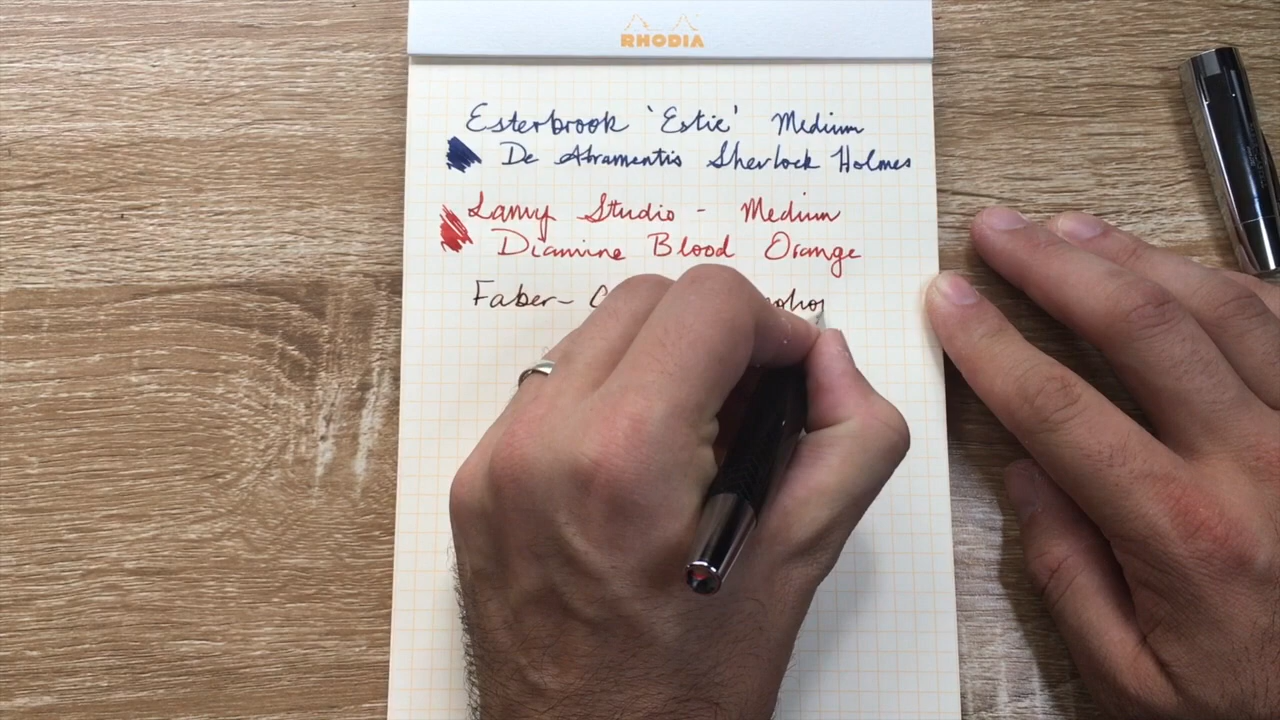 RHODIA
Esterbrook 'Estie' Medium
De Atramentis Sherlock Holmes
Lamy Studio - Medium
Diamine Blood Orange
Faber-